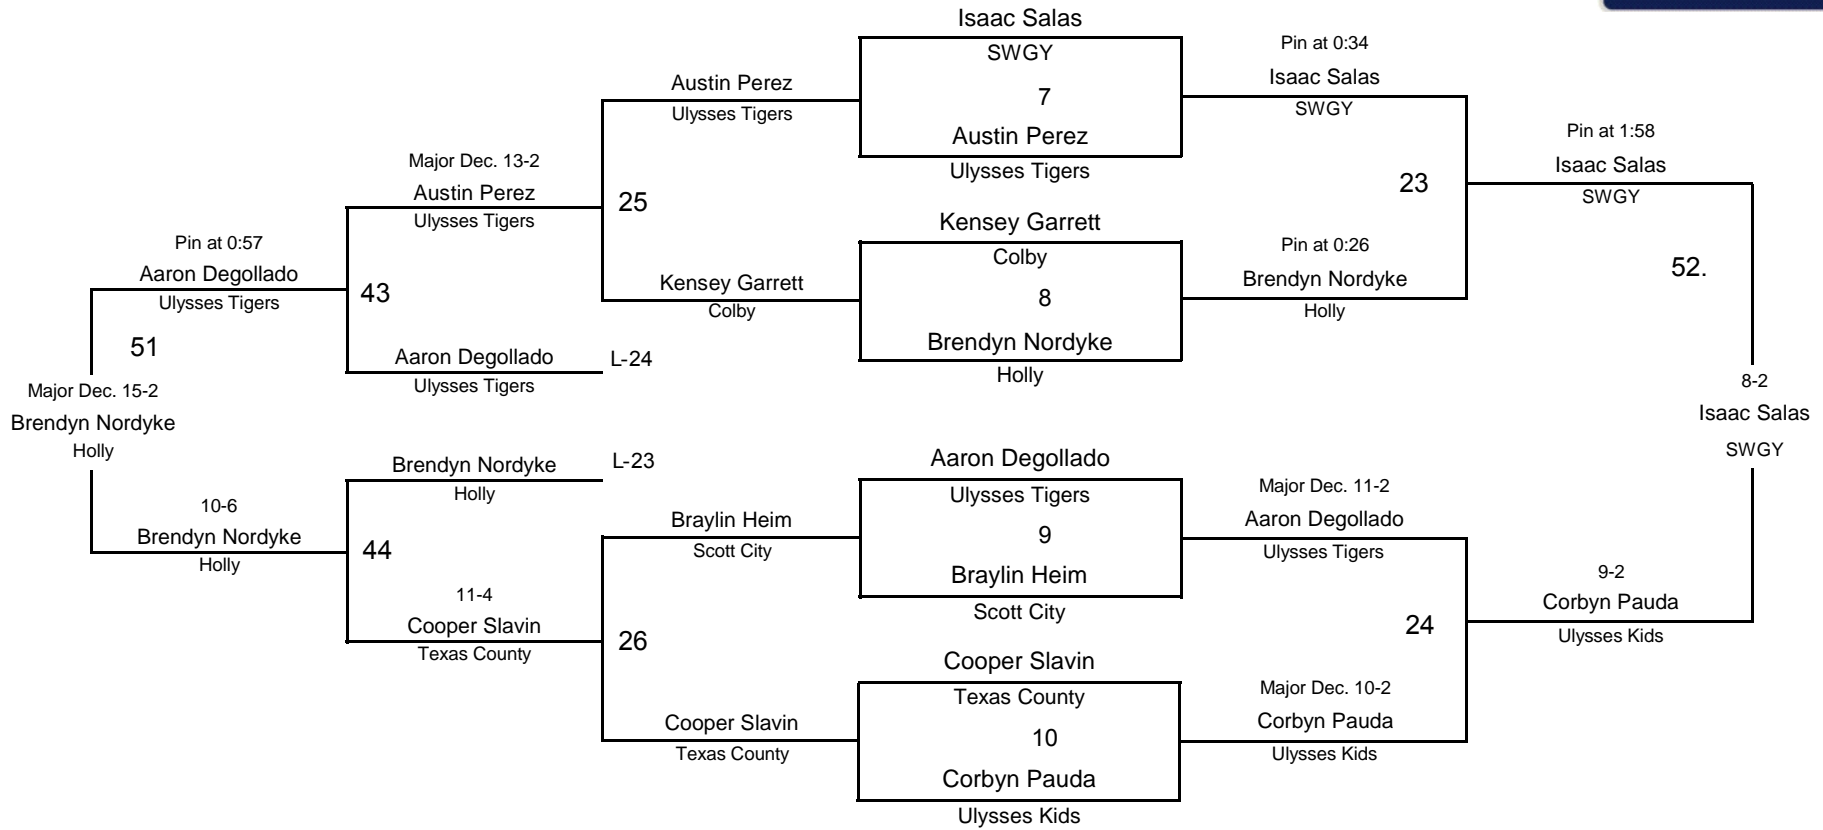 Isaac Salas
SWGY
7
Austin Perez
Ulysses Tigers
Pin at 0:34
Isaac Salas
SWGY
Austin Perez
Ulysses Tigers
Pin at 1:58
Isaac Salas
SWGY
Major Dec. 13-2
Austin Perez
Ulysses Tigers
25
23
Kensey Garrett
Colby
8
Brendyn Nordyke
Holly
Pin at 0:26
Brendyn Nordyke
Holly
Pin at 0:57
Aaron Degollado
Ulysses Tigers
43
Kensey Garrett
Colby
52.
51
Aaron Degollado
Ulysses Tigers
L-24
Major Dec. 15-2
Brendyn Nordyke
Holly
8-2
Isaac Salas
SWGY
Brendyn Nordyke
Holly
L-23
Aaron Degollado
Ulysses Tigers
9
Braylin Heim
Scott City
Major Dec. 11-2
Aaron Degollado
Ulysses Tigers
10-6
Brendyn Nordyke
Holly
44
Braylin Heim
Scott City
11-4
Cooper Slavin
Texas County
26
24
9-2
Corbyn Pauda
Ulysses Kids
Cooper Slavin
Texas County
10
Corbyn Pauda
Ulysses Kids
Cooper Slavin
Texas County
Major Dec. 10-2
Corbyn Pauda
Ulysses Kids